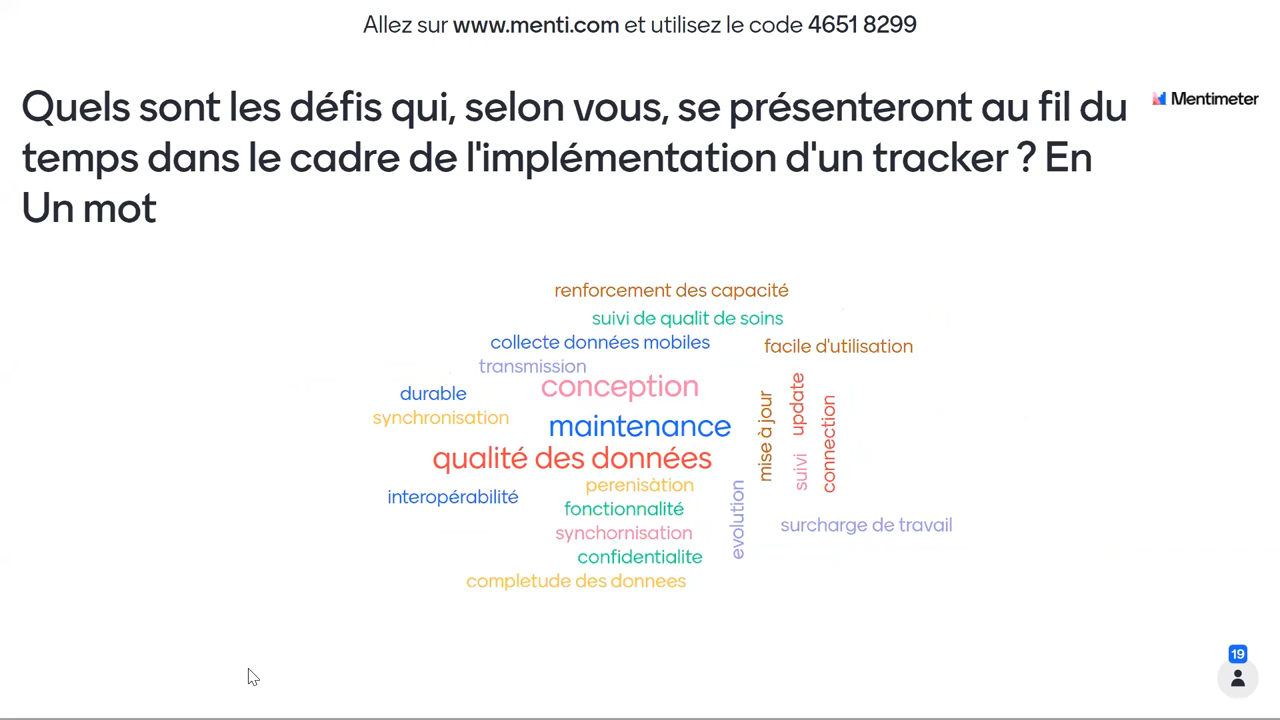 Allez sur www.menti.com et utilisez le code 4651 8299
Quels sont les défis qui, selon vous, se présenteront au fil du
temps dans le cadre de l'implémentation d'un tracker ? En
Un mot
Mentimeter
renforcement des capacité
suivi de qualit de soins
collecte données mobiles
facile d'utilisation
transmission
conception
durable
synchronisation
maintenance
qualité des données
mise à jour
update
suivi
connection
perenisàtion
interopérabilité
fonctionnalité
evolution
surcharge de travail
synchornisation
confidentialite
completude des donnees
19